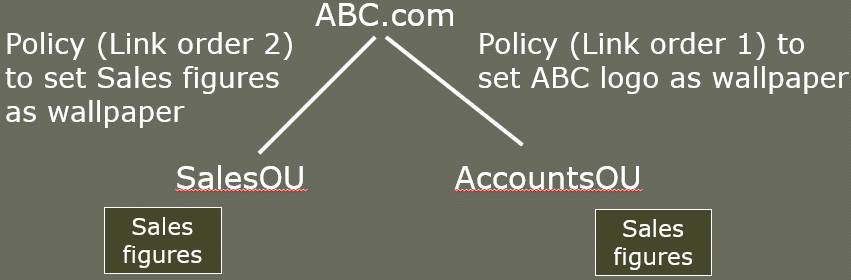 ABC.com
Policy (Link order 2)
to set Sales figures
as wallpaper
Policy (Link order 1) to
set ABC logo as wallpaper
SalesOU
AccountsOU
Sales
figures
Sales
figures